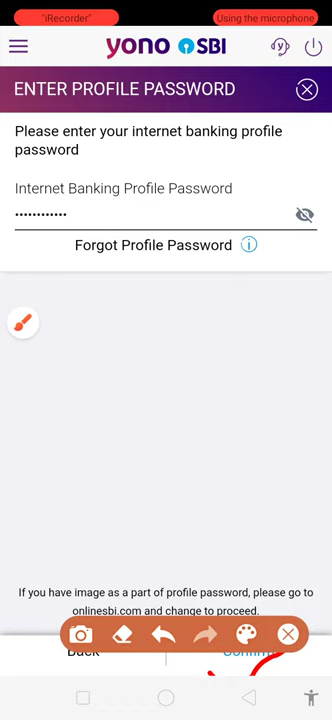 "iRecorder"
Using the microphone
yono SBI
ENTER PROFILE PASSWORD
Please enter your internet banking profile
password
Internet Banking Profile Password
Forgot Profile Password
If you have image as a part of profile password, please go to
onlinesbi.com and change to proceed.
Back
Confirm